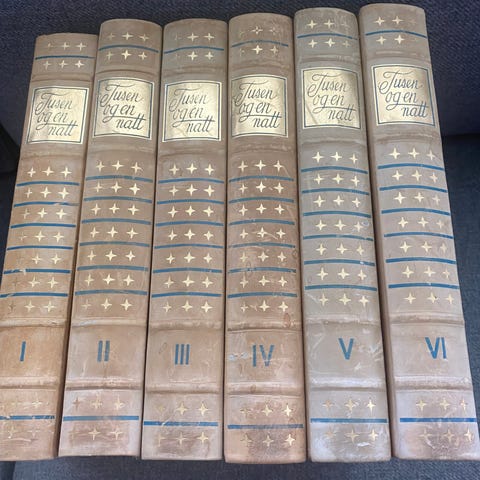 Tusen
og en
natt
I
Tusen
og en
natt
II
Tusen
og en
natt
III
Tusen
og en
natt
IV
Tusen
og en
natt
V
Tusen
og en
natt
VI